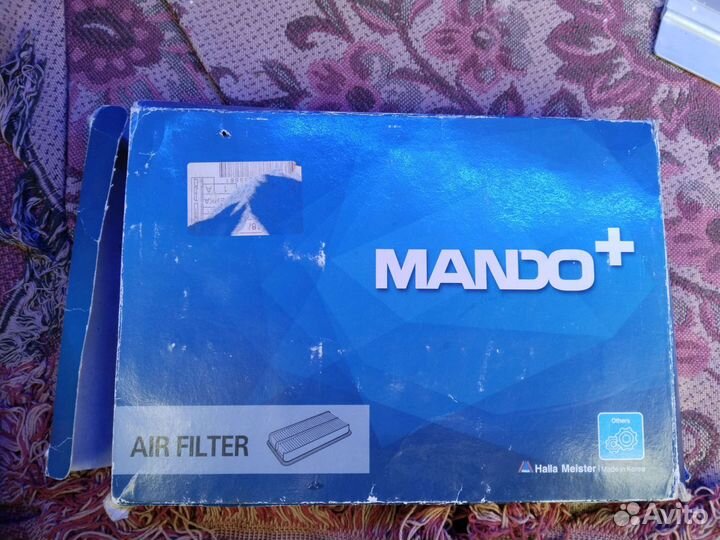 MANDO+
AIR FILTER
Others
Halla Meister | Made in Korea
Avito